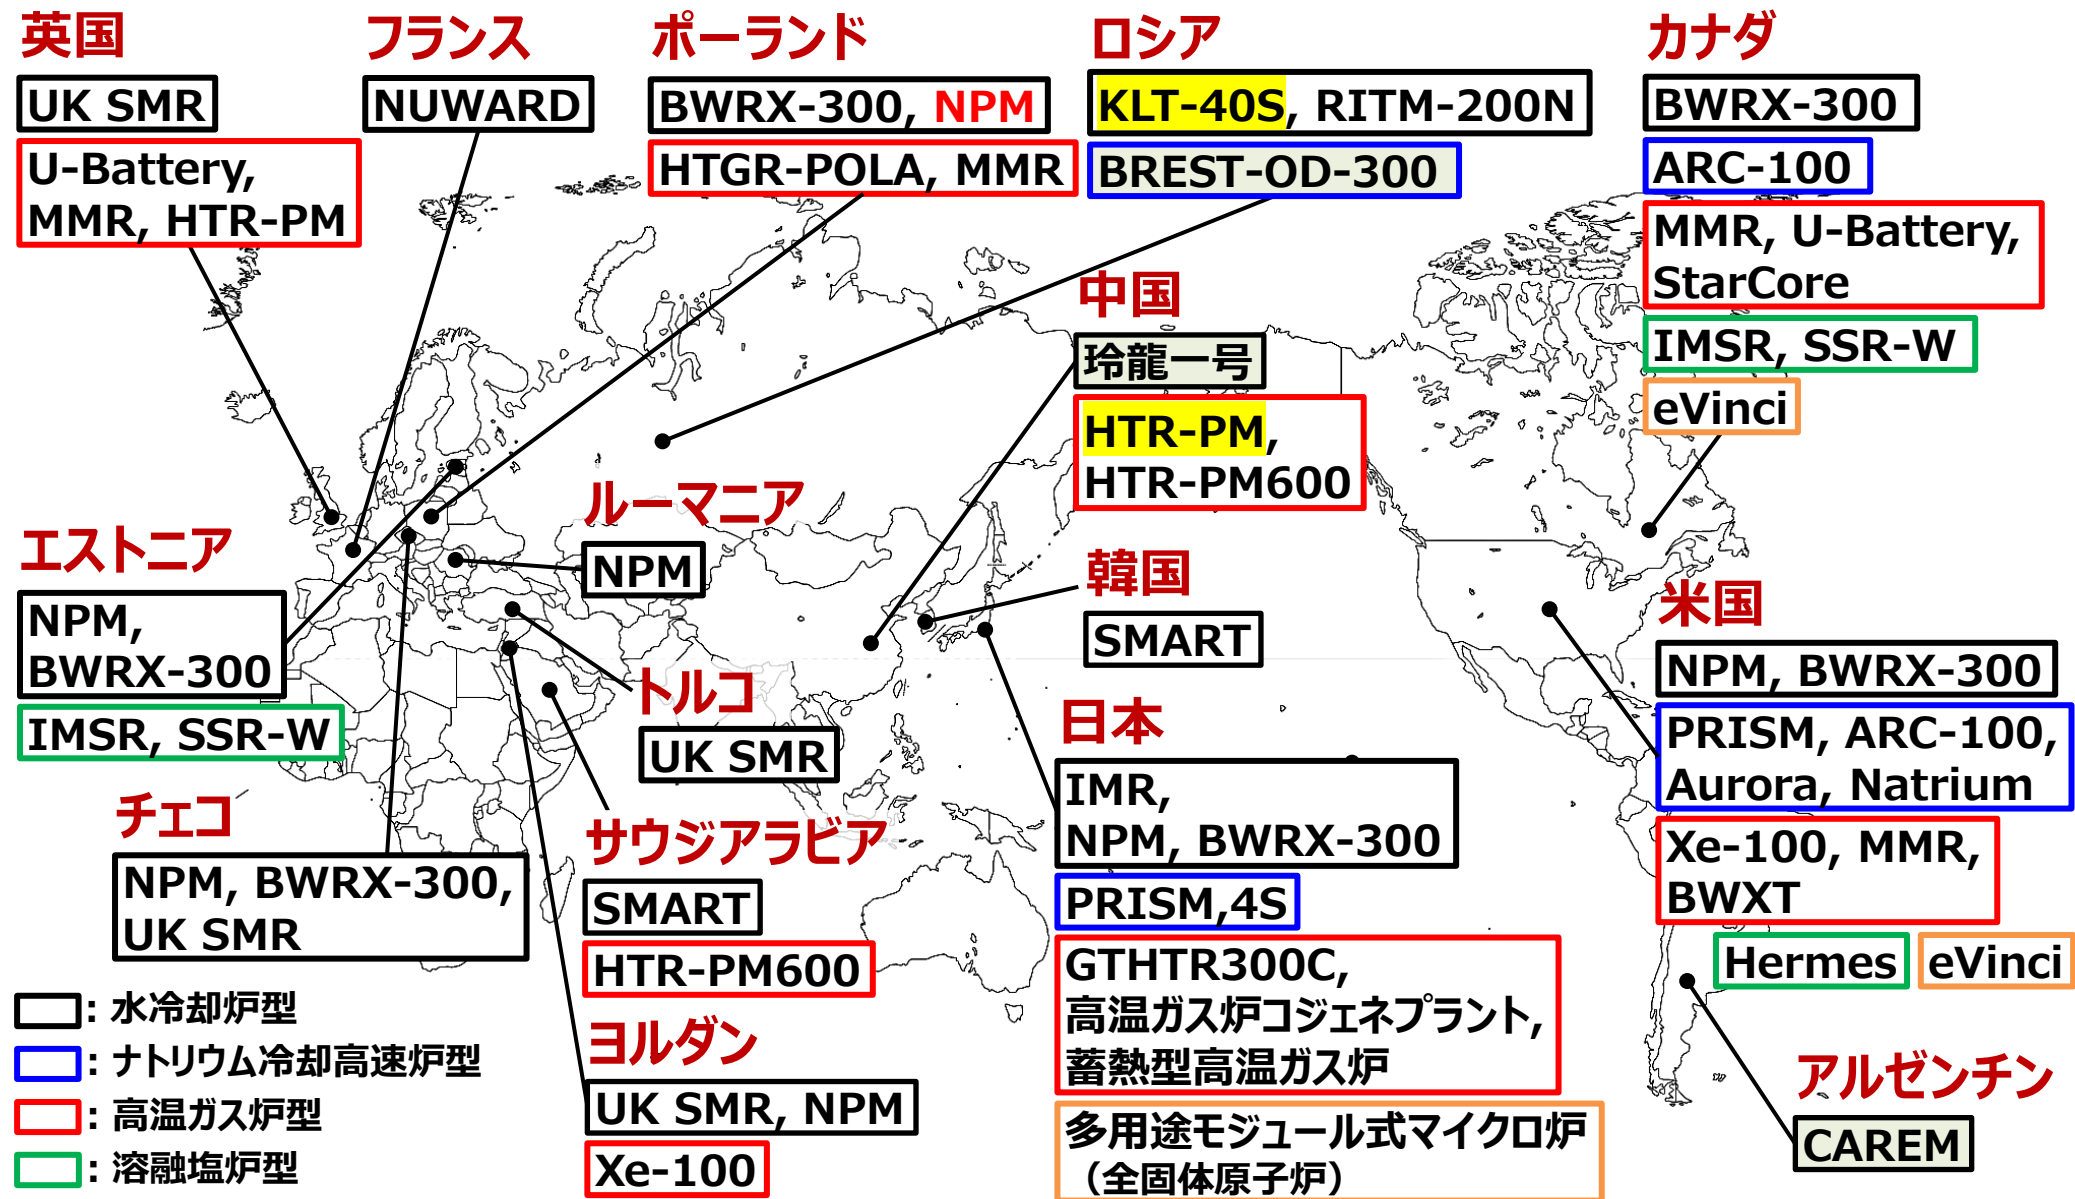 英国
UK SMR
U-Battery,
MMR, HTR-PM
フランス
NUWARD
ポーランド
BWRX-300, NPM
HTGR-POLA, MMR
ロシア
KLT-40S, RITM-200N
BREST-OD-300
カナダ
BWRX-300
ARC-100
MMR, U-Battery,
StarCore
IMSR, SSR-W
eVinci
中国
玲龍一号
HTR-PM,
HTR-PM600
エストニア
NPM,
BWRX-300
IMSR, SSR-W
ルーマニア
NPM
韓国
SMART
米国
NPM, BWRX-300
PRISM, ARC-100,
Aurora, Natrium
Xe-100, MMR,
BWXT
Hermes
eVinci
トルコ
UK SMR
日本
IMR,
NPM, BWRX-300
PRISM,4S
GTHTR300C,
高温ガス炉コジェネプラント,
蓄熱型高温ガス炉
多用途モジュール式マイクロ炉
（全固体原子炉）
チェコ
NPM, BWRX-300,
UK SMR
サウジアラビア
SMART
HTR-PM600
ヨルダン
UK SMR, NPM
Xe-100
アルゼンチン
CAREM
: 水冷却炉型
: ナトリウム冷却高速炉型
: 高温ガス炉型
: 溶融塩炉型